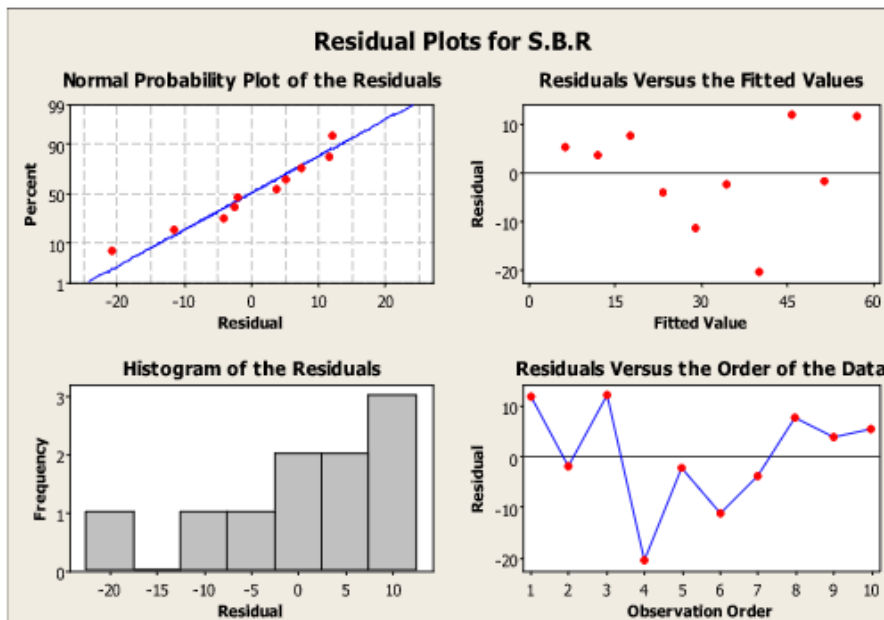 Residual Plots for S.B.R
Normal Probability Plot of the Residuals
99
90
50
10
1
Percent
-20 -10 0 10 20
Residual
Residuals Versus the Fitted Values
10
0
-10
-20
Residual
0 15 30 45 60
Fitted Value
Histogram of the Residuals
3
2
1
0
Frequency
-20 -15 -10 -5 0 5 10
Residual
Residuals Versus the Order of the Data
10
0
-10
-20
Residual
1 2 3 4 5 6 7 8 9 10
Observation Order